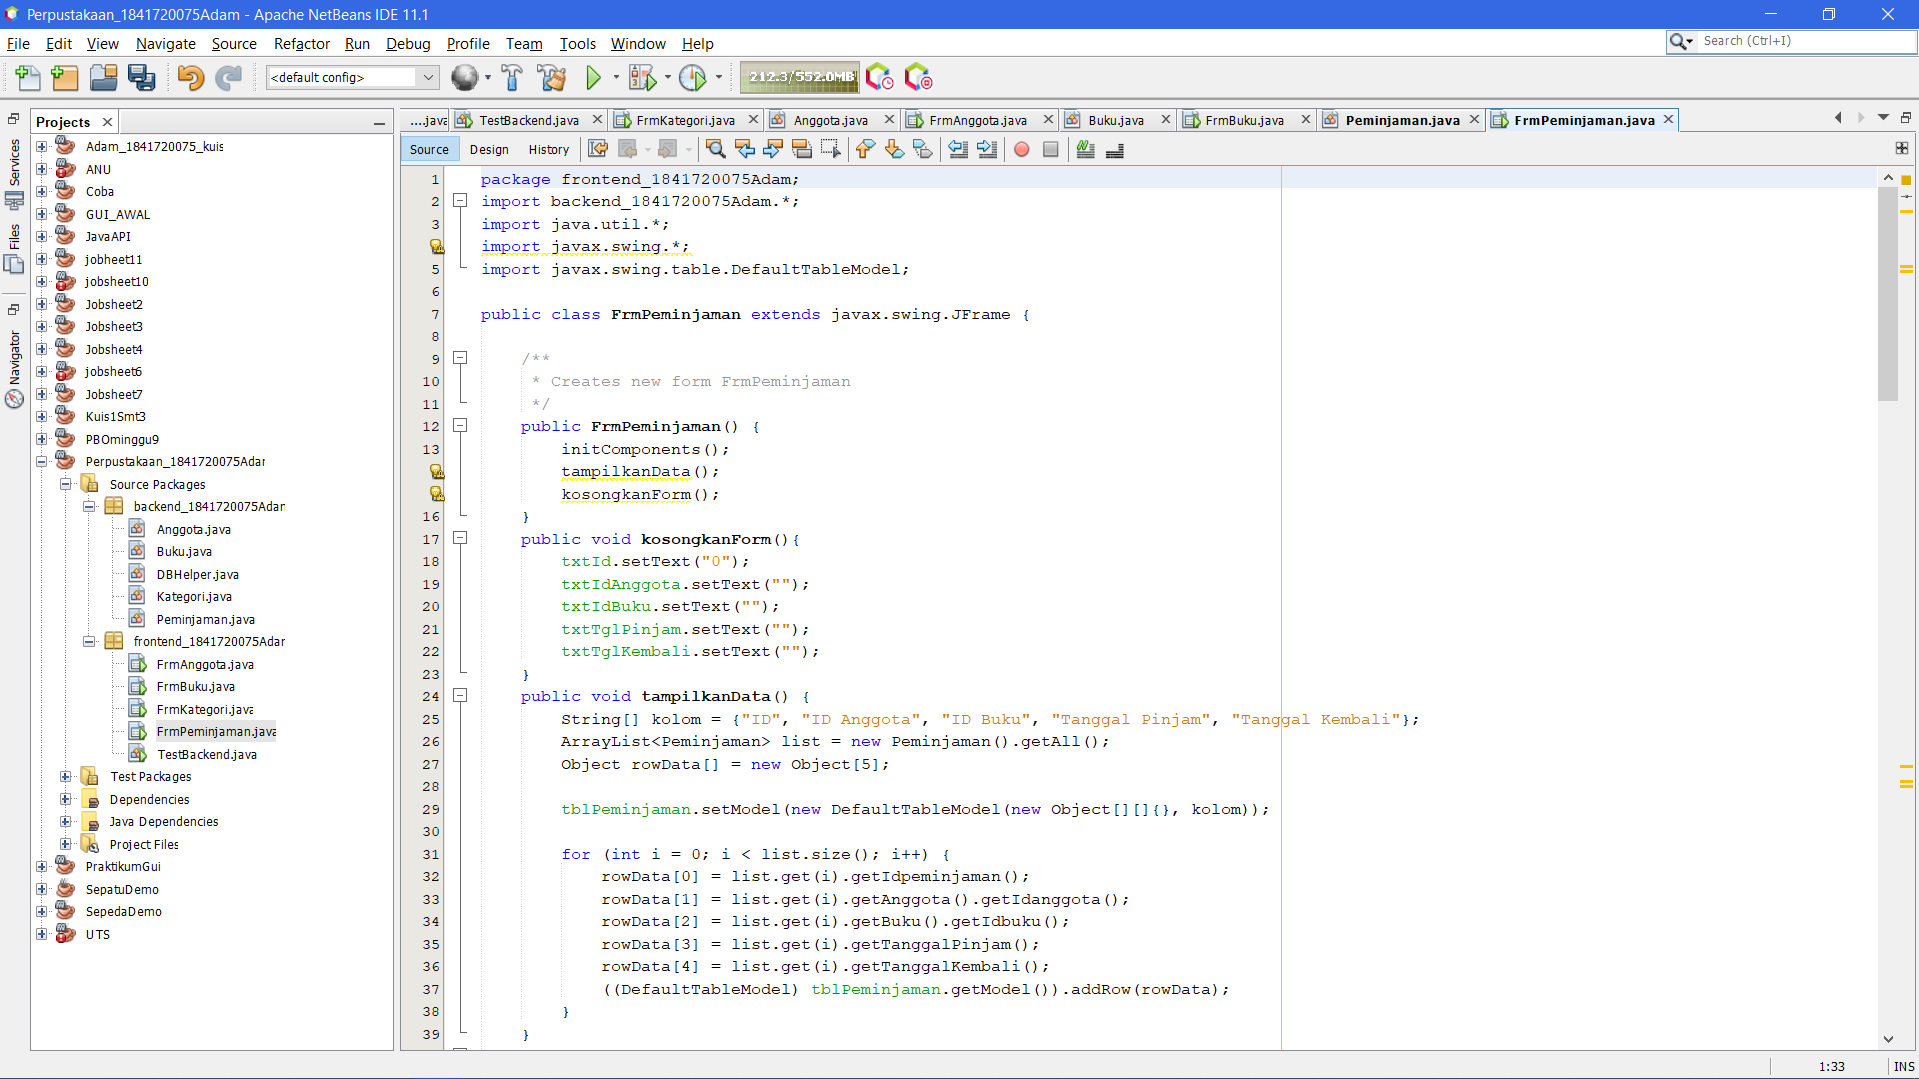 Perpustakaan_1841720075Adam - Apache NetBeans IDE 11.1
File Edit View Navigate Source Refactor Run Debug Profile Team Tools Window Help
Search (Ctrl+I)
<default config>
212.3/552.0MB
Projects
Services
Files
Navigator
Adam_1841720075_kuis
ANU
Coba
GUI_AWAL
JavaAPI
jobheet11
jobsheet10
Jobsheet2
Jobsheet3
Jobsheet4
jobsheet6
Jobsheet7
Kuis1Smt3
PBOminggu9
Perpustakaan_1841720075Adar
Source Packages
backend_1841720075Adam
Anggota.java
Buku.java
DBHelper.java
Kategori.java
Peminjaman.java
frontend_1841720075Adar
FrmAnggota.java
FrmBuku.java
FrmKategori.java
FrmPeminjaman.java
TestBackend.java
Test Packages
Dependencies
Java Dependencies
Project Files
PraktikumGui
SepatuDemo
SepedaDemo
UTS
...java TestBackend.java FrmKategori.java Anggota.java FrmAnggota.java Buku.java FrmBuku.java Peminjaman.java FrmPeminjaman.java
Source Design History
1 package frontend_1841720075Adam;
2 import backend_1841720075Adam.*;
3 import java.util.*;
import javax.swing.*;
5 import javax.swing.table.DefaultTableModel;
6
7 public class FrmPeminjaman extends javax.swing.JFrame {
8
9 /**
10 * Creates new form FrmPeminjaman
11 */
12 public FrmPeminjaman() {
13 initComponents();
tampilkanData();
kosongkanForm();
16 }
17 public void kosongkanForm(){
18 txtId.setText("0");
19 txtIdAnggota.setText("");
20 txtIdBuku.setText("");
21 txtTglPinjam.setText("");
22 txtTglKembali.setText("");
23 }
24 public void tampilkanData() {
25 String[] kolom = {"ID", "ID Anggota", "ID Buku", "Tanggal Pinjam", "Tanggal Kembali"};
26 ArrayList<Peminjaman> list = new Peminjaman().getAll();
27 Object rowData[] = new Object[5];
28
29 tblPeminjaman.setModel(new DefaultTableModel(new Object[][]{}, kolom));
30
31 for (int i = 0; i < list.size(); i++) {
32 rowData[0] = list.get(i).getIdpeminjaman();
33 rowData[1] = list.get(i).getAnggota().getIdanggota();
34 rowData[2] = list.get(i).getBuku().getIdbuku();
35 rowData[3] = list.get(i).getTanggalPinjam();
36 rowData[4] = list.get(i).getTanggalKembali();
37 ((DefaultTableModel) tblPeminjaman.getModel()).addRow(rowData);
38 }
39 }
1:33 INS